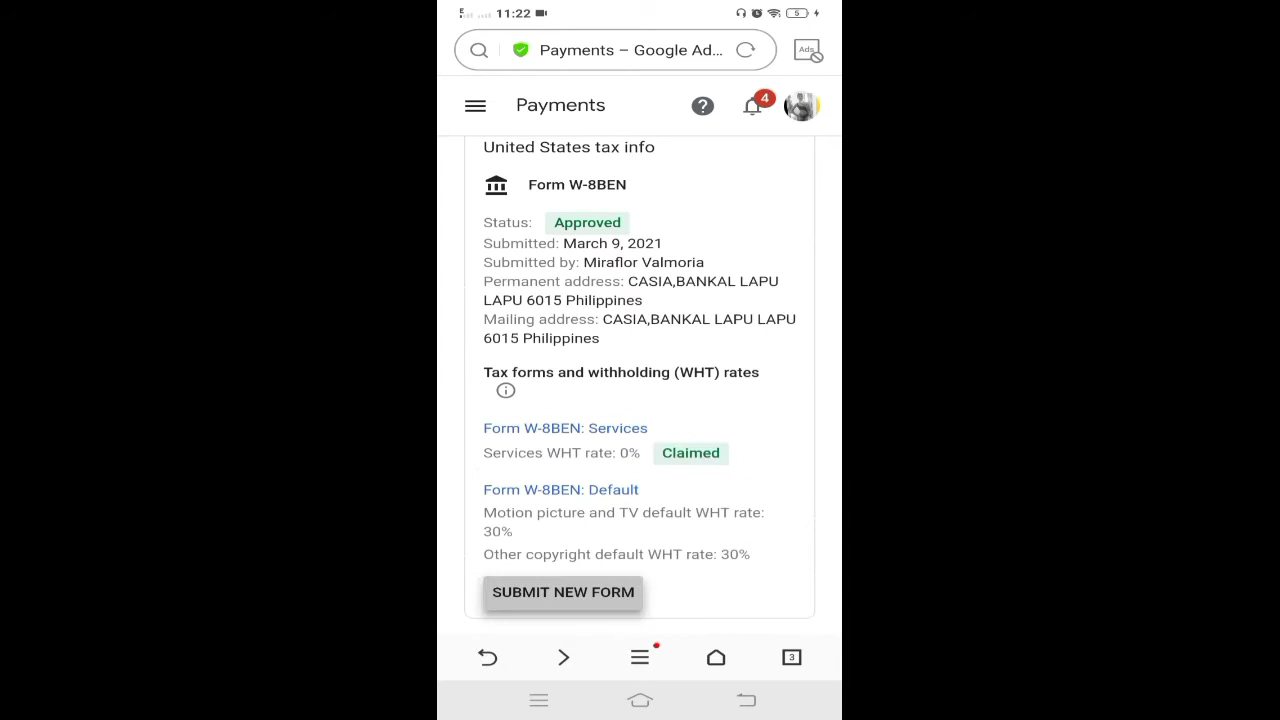 E
11:22
5
Payments – Google Ad...
Ads
Payments
4
United States tax info
Form W-8BEN
Status: Approved
Submitted: March 9, 2021
Submitted by: Miraflor Valmoria
Permanent address: CASIA,BANKAL LAPU
LAPU 6015 Philippines
Mailing address: CASIA,BANKAL LAPU LAPU
6015 Philippines
Tax forms and withholding (WHT) rates
Form W-8BEN: Services
Services WHT rate: 0% Claimed
Form W-8BEN: Default
Motion picture and TV default WHT rate:
30%
Other copyright default WHT rate: 30%
SUBMIT NEW FORM
3